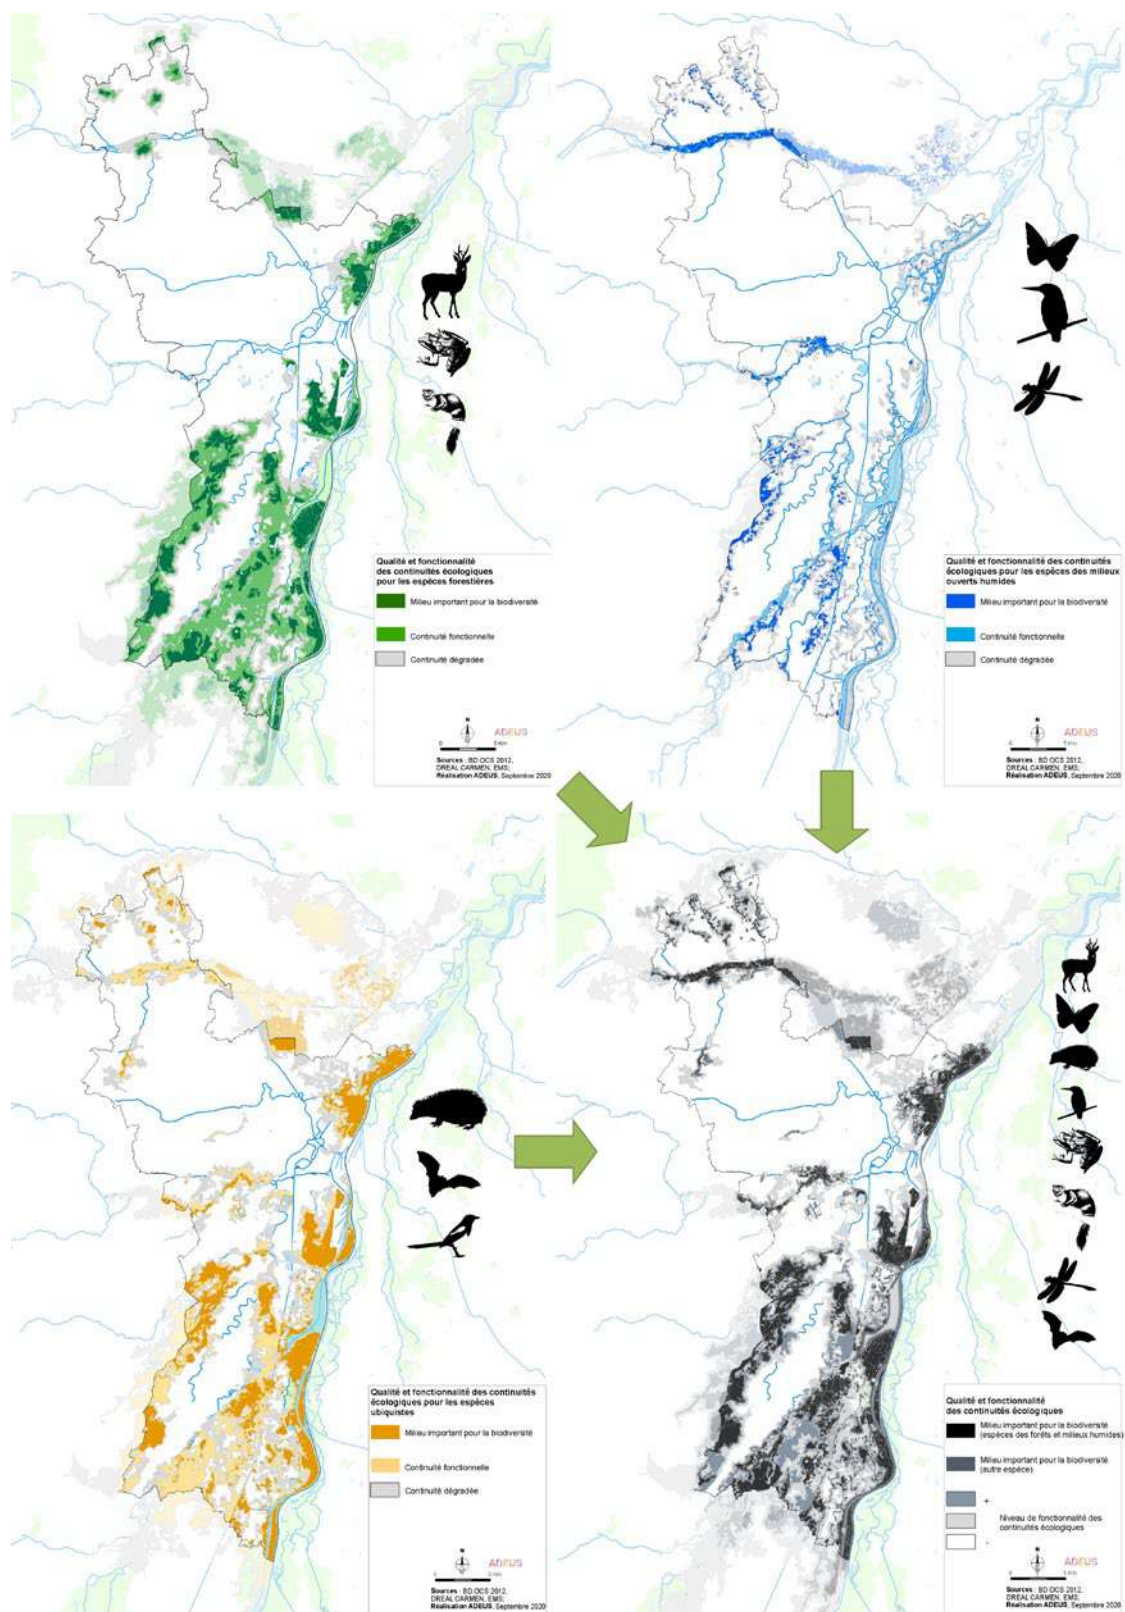 Qualité et fonctionnalité
des continuités écologiques
pour les espèces forestières
Milieu important pour la biodiversité
Continuité fonctionnelle
Continuité dégradée
N
ADEUS
0
Sources : BD OCS 2012,
DREAL CARMEN, EMS;
Réalisation ADEUS, Septembre 2020
Qualité et fonctionnalité des continuités
écologiques pour les espèces des milieux
ouverts humides
Milieu important pour la biodiversité
Continuité fonctionnelle
Continuité dégradée
N
ADEUS
0
Sources : BD OCS 2012,
DREAL CARMEN, EMS;
Réalisation ADEUS, Septembre 2020
Qualité et fonctionnalité des continuités
écologiques pour les espèces
ubiquistes
Milieu important pour la biodiversité
Continuité fonctionnelle
Continuité dégradée
N
ADEUS
0
Sources : BD OCS 2012,
DREAL CARMEN, EMS;
Réalisation ADEUS, Septembre 2020
Qualité et fonctionnalité
des continuités écologiques
Milieu important pour la biodiversité
(espèces des forêts et milieux humides)
Milieu important pour la biodiversité
(autre espèce)
+
Niveau de fonctionnalité des
continuités écologiques
-
N
ADEUS
0
Sources : BD OCS 2012,
DREAL CARMEN, EMS;
Réalisation ADEUS, Septembre 2020